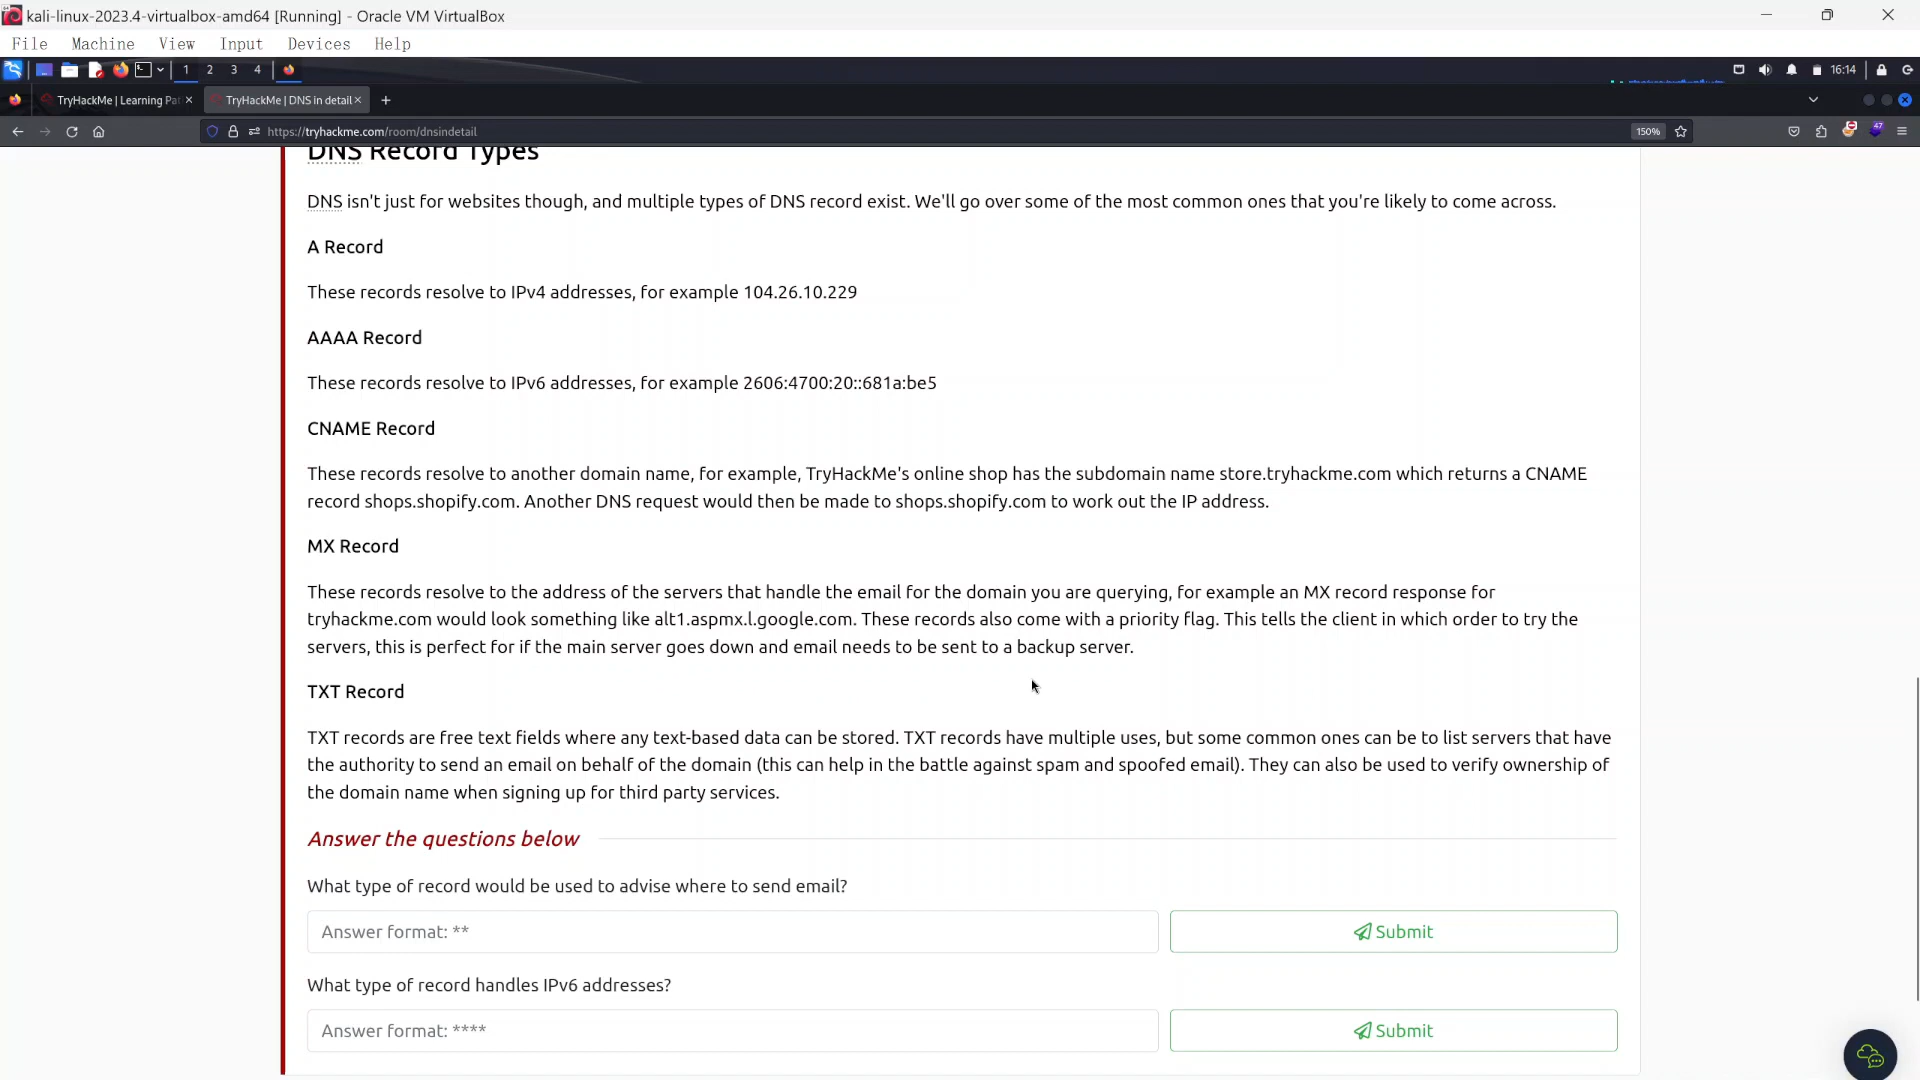 kali-linux-2023.4-virtualbox-amd64 [Running] - Oracle VM VirtualBox
File Machine View Input Devices Help
1 2 3 4 16:14
TryHackMe | Learning Pat TryHackMe | DNS in detail
https://tryhackme.com/room/dnsindetail 150% 47
DNS Record Types
DNS isn't just for websites though, and multiple types of DNS record exist. We'll go over some of the most common ones that you're likely to come across.
A Record
These records resolve to IPv4 addresses, for example 104.26.10.229
AAAA Record
These records resolve to IPv6 addresses, for example 2606:4700:20::681a:be5
CNAME Record
These records resolve to another domain name, for example, TryHackMe's online shop has the subdomain name store.tryhackme.com which returns a CNAME
record shops.shopify.com. Another DNS request would then be made to shops.shopify.com to work out the IP address.
MX Record
These records resolve to the address of the servers that handle the email for the domain you are querying, for example an MX record response for
tryhackme.com would look something like alt1.aspmx.l.google.com. These records also come with a priority flag. This tells the client in which order to try the
servers, this is perfect for if the main server goes down and email needs to be sent to a backup server.
TXT Record
TXT records are free text fields where any text-based data can be stored. TXT records have multiple uses, but some common ones can be to list servers that have
the authority to send an email on behalf of the domain (this can help in the battle against spam and spoofed email). They can also be used to verify ownership of
the domain name when signing up for third party services.
Answer the questions below
What type of record would be used to advise where to send email?
Answer format: ** Submit
What type of record handles IPv6 addresses?
Answer format: **** Submit